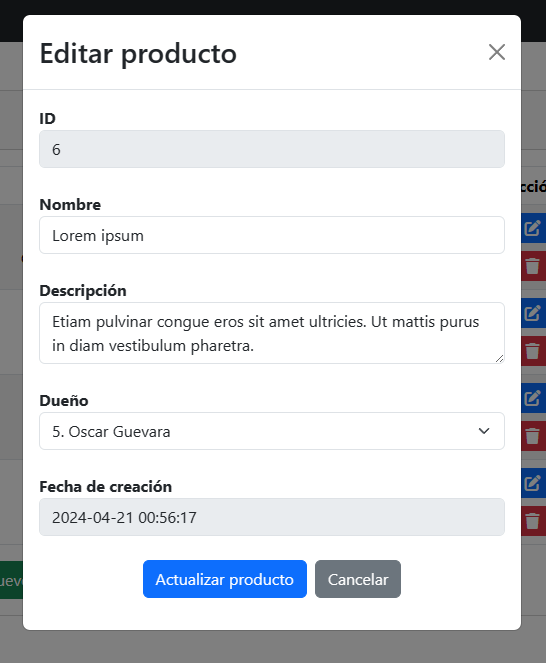 Editar producto
ID
6
Nombre
Lorem ipsum
Descripción
Etiam pulvinar congue eros sit amet ultricies. Ut mattis purus
in diam vestibulum pharetra.
Dueño
5. Oscar Guevara
Fecha de creación
2024-04-21 00:56:17
Actualizar producto
Cancelar